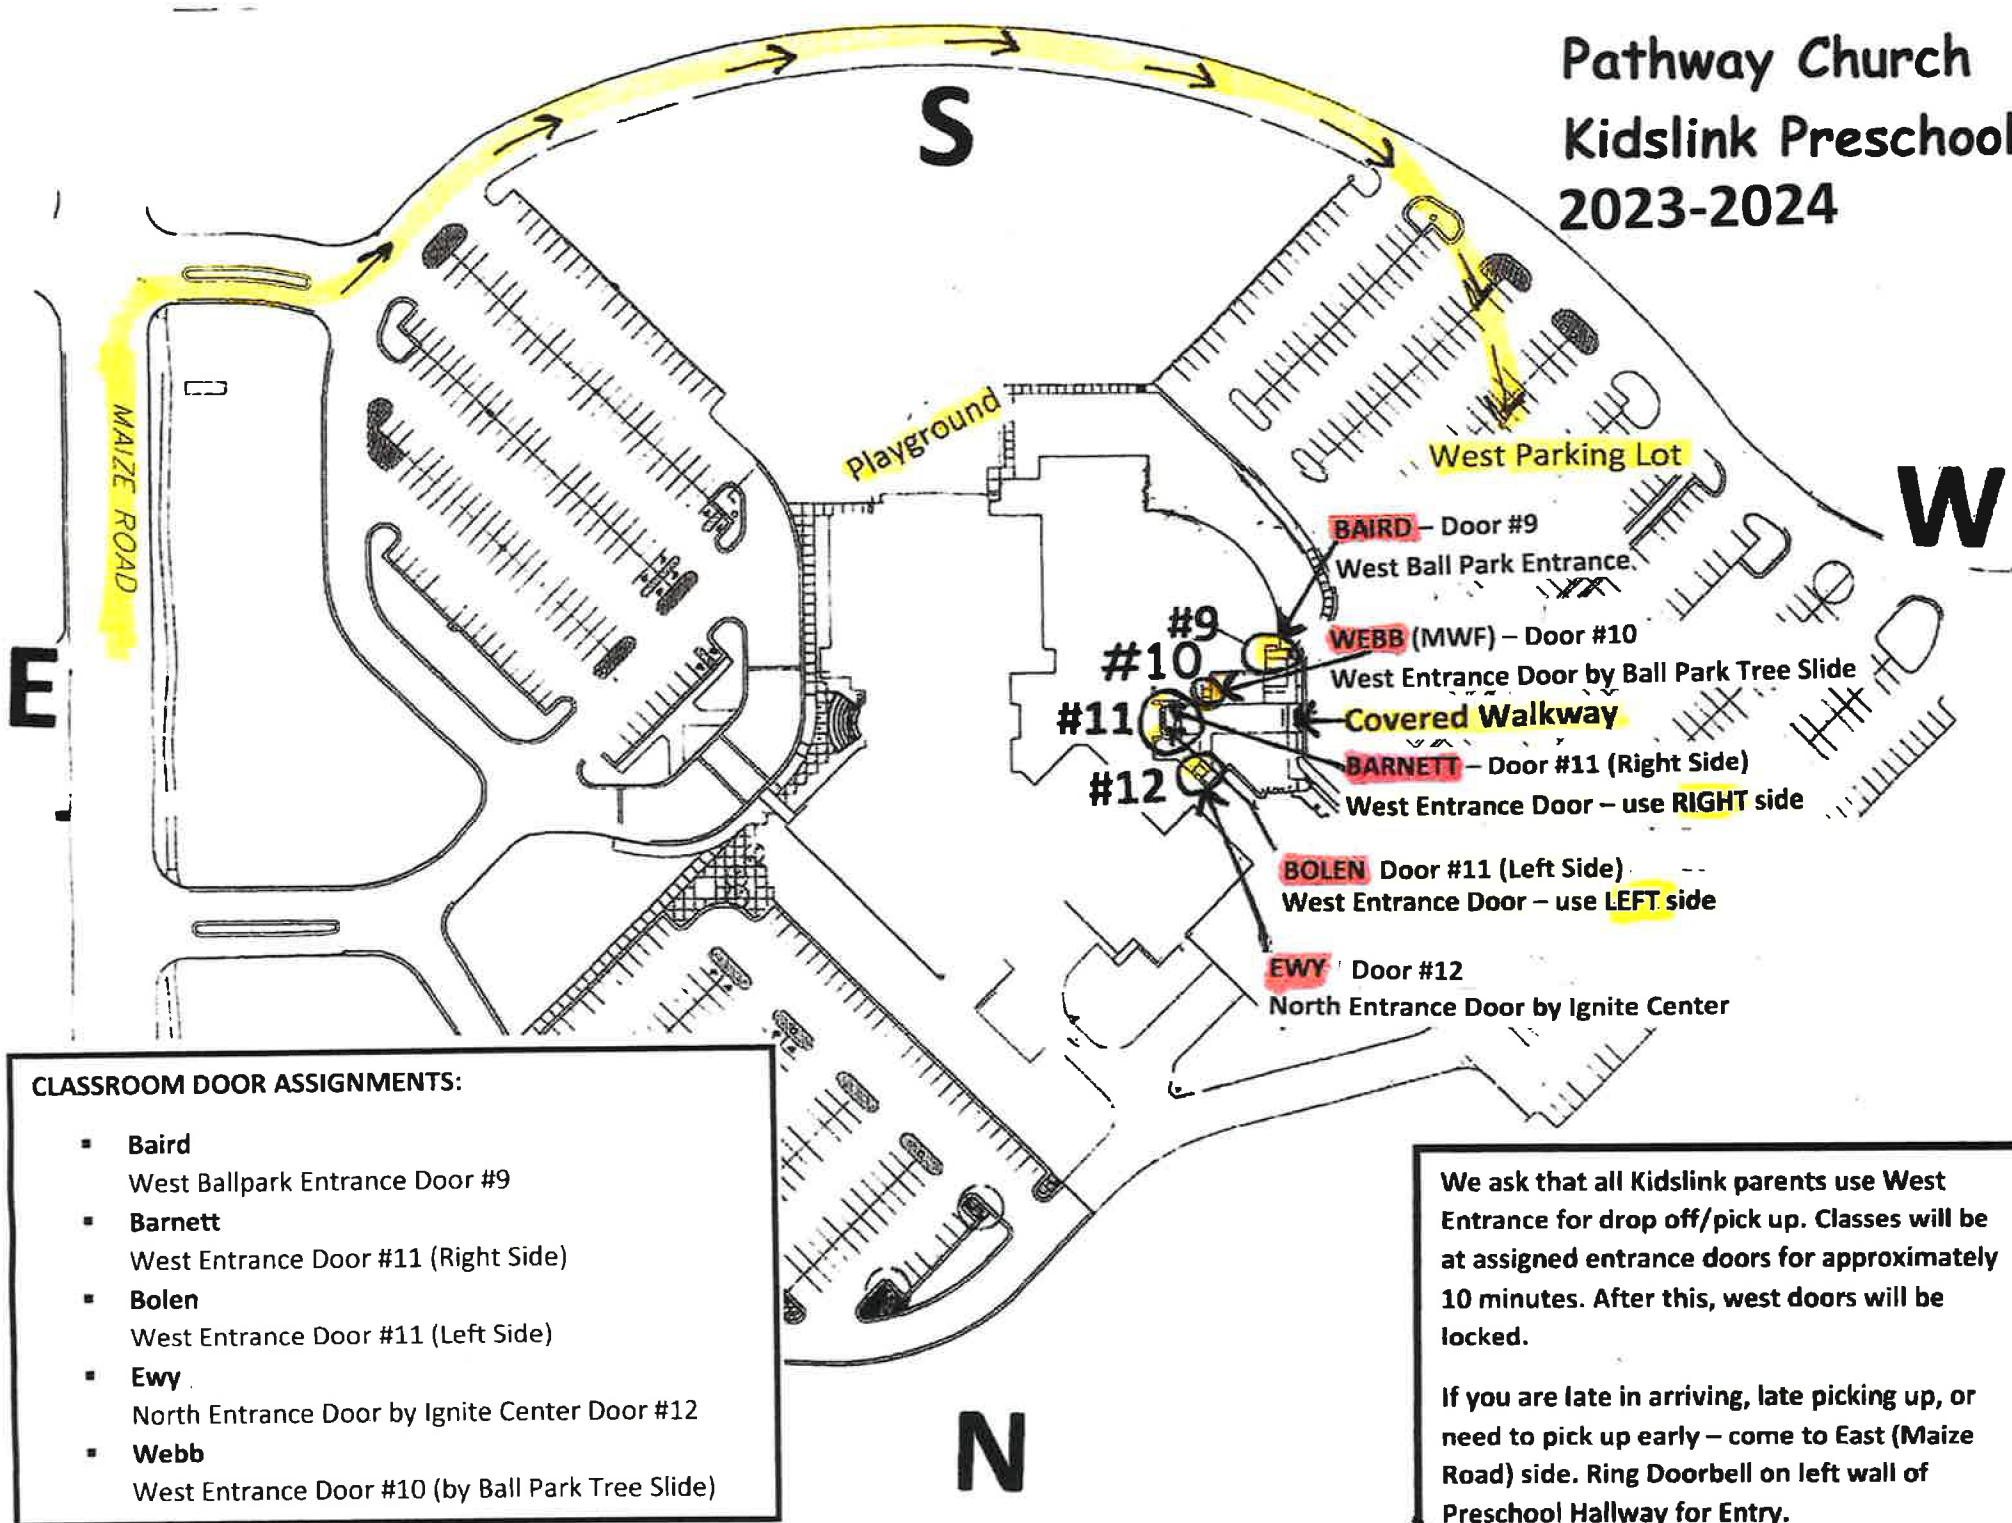 Pathway Church
Kidslink Preschool
2023-2024
S
W
E
N
MAIZE ROAD
Playground
West Parking Lot
BAIRD – Door #9
West Ball Park Entrance
#9
WEBB (MWF) – Door #10
West Entrance Door by Ball Park Tree Slide
#10
Covered Walkway
#11
BARNETT – Door #11 (Right Side)
West Entrance Door – use RIGHT side
#12
BOLEN Door #11 (Left Side)
West Entrance Door – use LEFT side
EWY Door #12
North Entrance Door by Ignite Center
CLASSROOM DOOR ASSIGNMENTS:
▪ Baird
West Ballpark Entrance Door #9
▪ Barnett
West Entrance Door #11 (Right Side)
▪ Bolen
West Entrance Door #11 (Left Side)
▪ Ewy
North Entrance Door by Ignite Center Door #12
▪ Webb
West Entrance Door #10 (by Ball Park Tree Slide)
We ask that all Kidslink parents use West
Entrance for drop off/pick up. Classes will be
at assigned entrance doors for approximately
10 minutes. After this, west doors will be
locked.
If you are late in arriving, late picking up, or
need to pick up early – come to East (Maize
Road) side. Ring Doorbell on left wall of
Preschool Hallway for Entry.